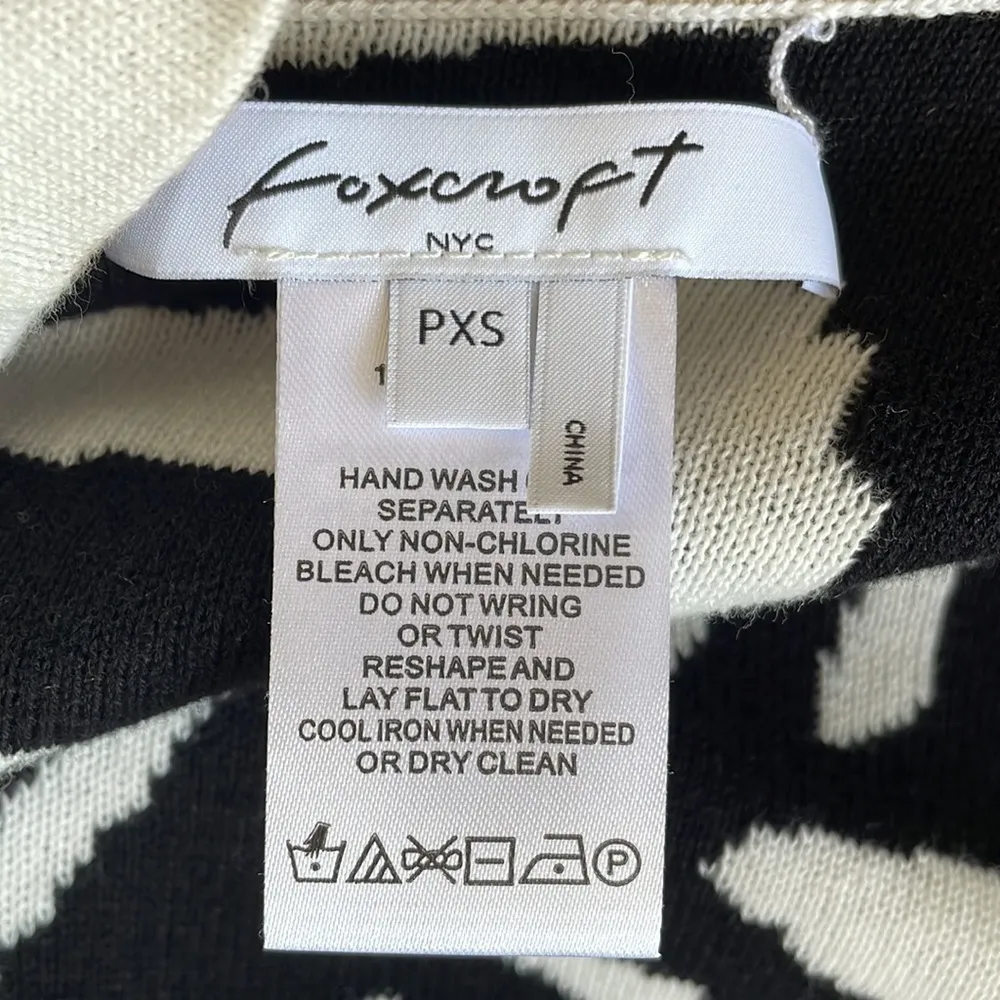 Foxcroft
NYC
PXS
1
CHINA
HAND WASH
SEPARATELY
ONLY NON-CHLORINE
BLEACH WHEN NEEDED
DO NOT WRING
OR TWIST
RESHAPE AND
LAY FLAT TO DRY
COOL IRON WHEN NEEDED
OR DRY CLEAN
P